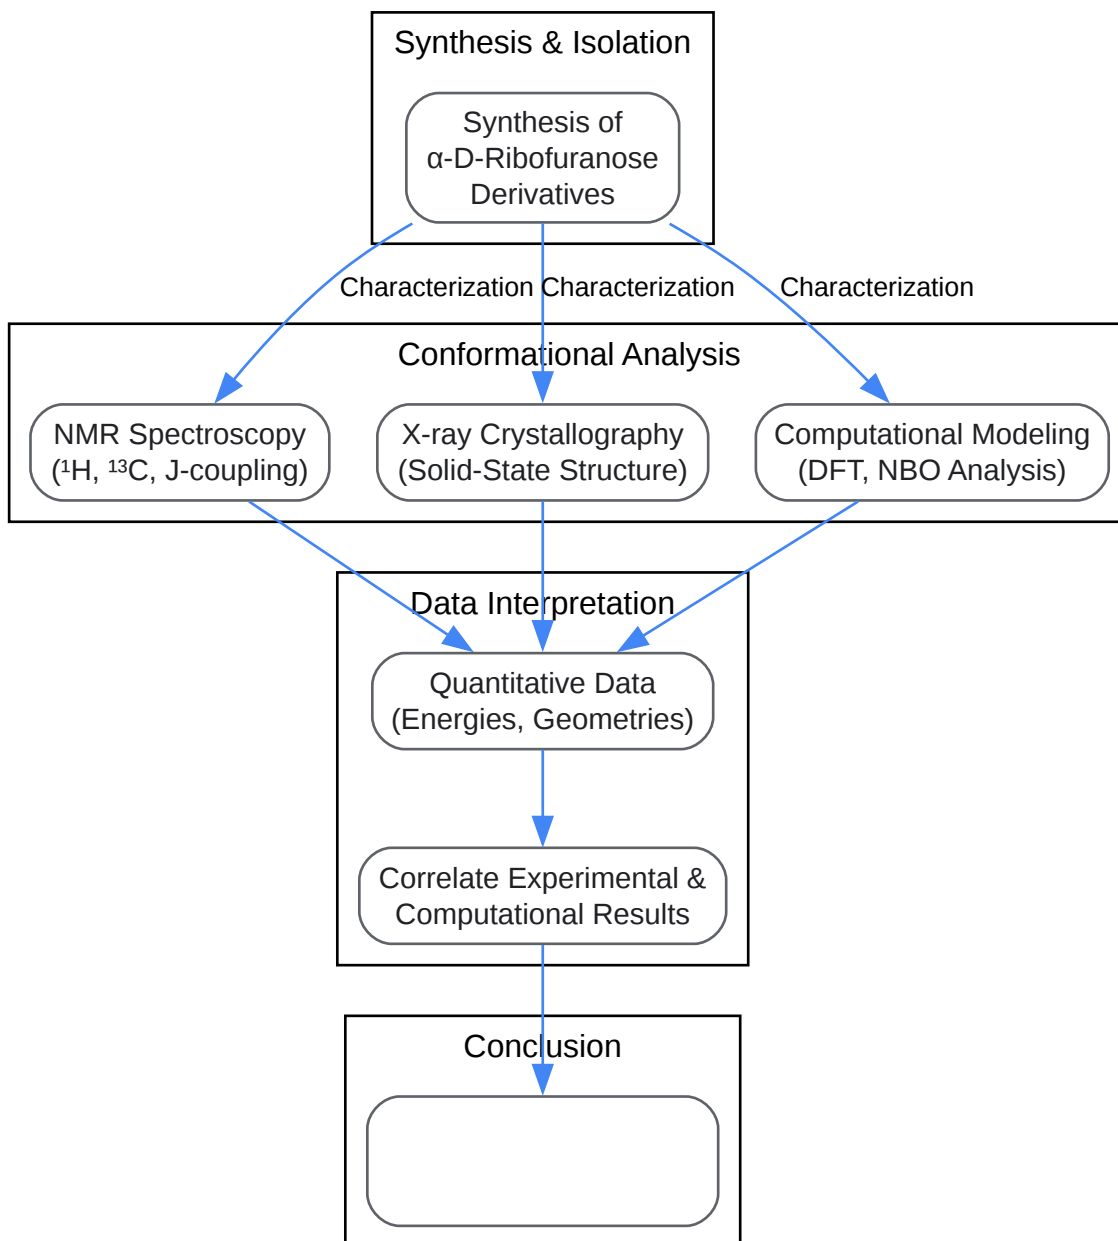 Synthesis & Isolation
Synthesis of
α-D-Ribofuranose
Derivatives
Characterization
Characterization
Characterization
Conformational Analysis
NMR Spectroscopy
(¹H, ¹³C, J-coupling)
X-ray Crystallography
(Solid-State Structure)
Computational Modeling
(DFT, NBO Analysis)
Data Interpretation
Quantitative Data
(Energies, Geometries)
Correlate Experimental &
Computational Results
Conclusion